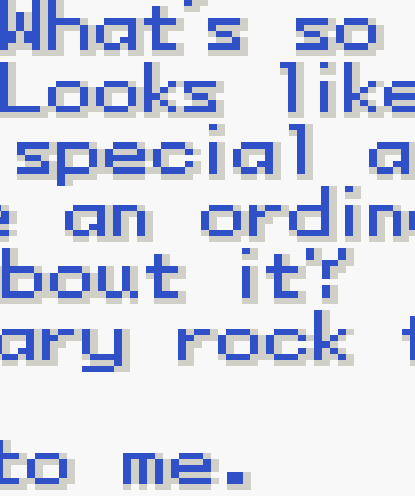 What's so
Looks like
special a
e an ordin
bout it?
ary rock
to me.